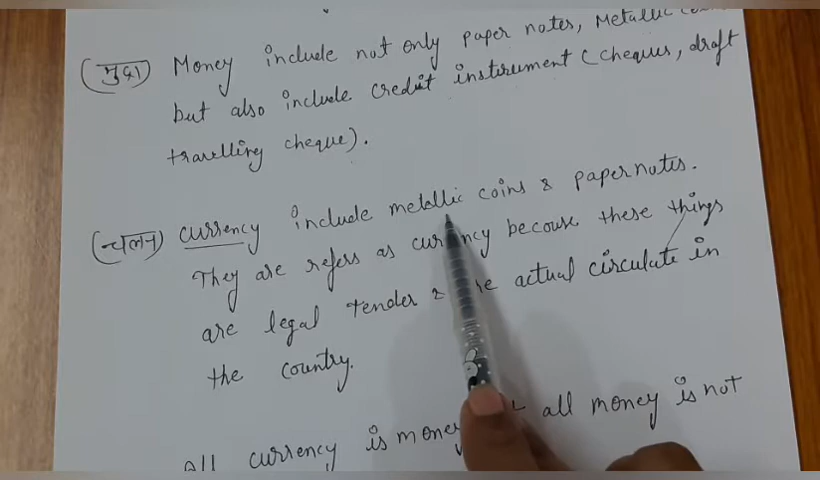 (मुद्रा) Money include not only paper notes, Metallic
but also include credit instrument (cheques, draft
travelling cheque).
(चलन) currency include metallic coins & paper notes.
They are refers as currency becouse these things
are legal tender & actual circulate in
the country.
All currency is money all money is not